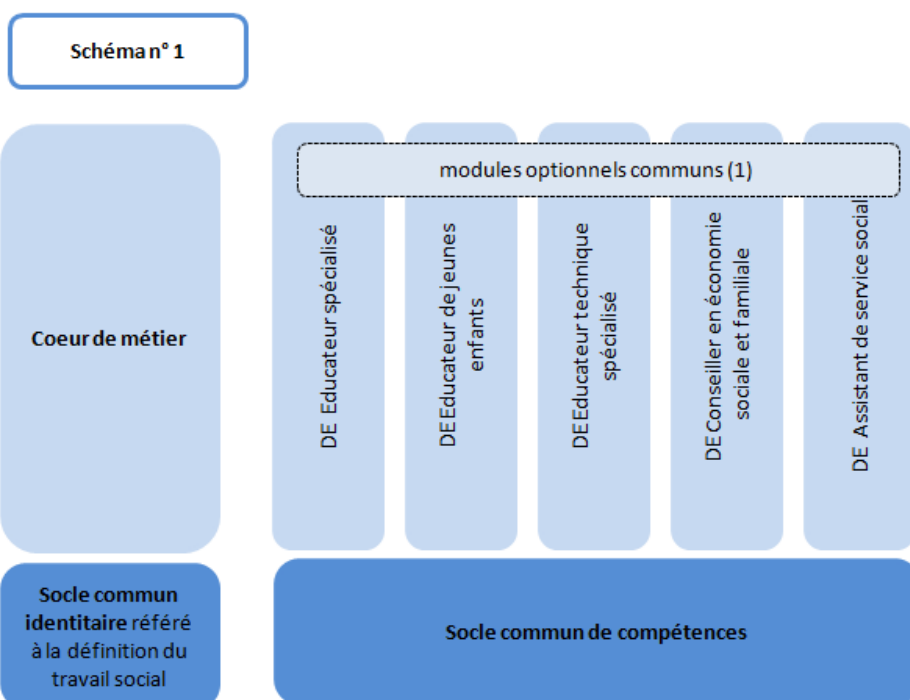 Schéma n° 1
modules optionnels communs (1)
Coeur de métier
DE Educateur spécialisé
DE Educateur de jeunes
enfants
DE Educateur technique
spécialisé
DE Conseiller en économie
sociale et familiale
DE Assistant de service social
Socle commun
identitaire référé
à la définition du
travail social
Socle commun de compétences